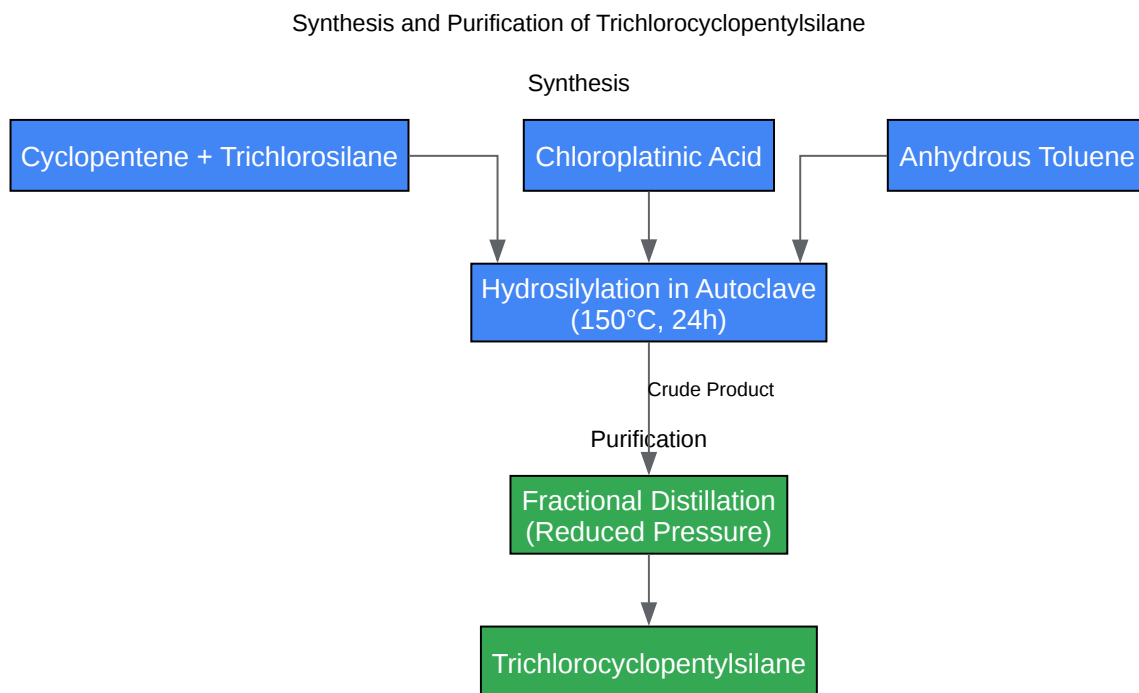 Synthesis and Purification of Trichlorocyclopentylsilane
Synthesis
Cyclopentene + Trichlorosilane
Chloroplatinic Acid
Anhydrous Toluene
Hydrosilylation in Autoclave
(150°C, 24h)
Crude Product
Purification
Fractional Distillation
(Reduced Pressure)
Trichlorocyclopentylsilane